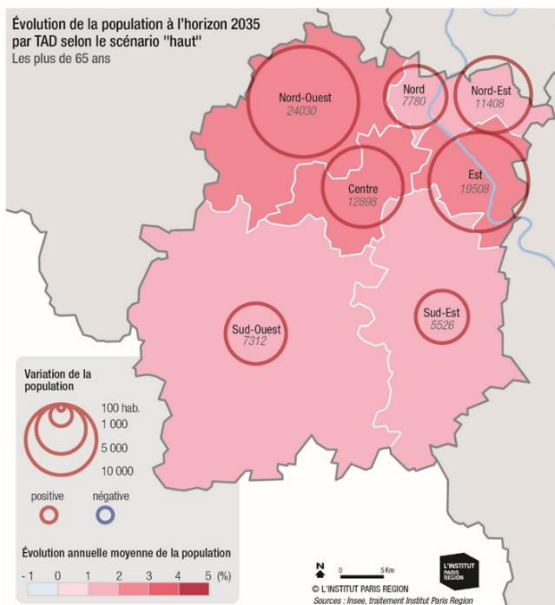 Évolution de la population à l'horizon 2035
par TAD selon le scénario "haut"
Les plus de 65 ans
Nord-Ouest
24030
Nord
7780
Nord-Est
11408
Centre
12898
Est
19508
Sud-Ouest
7312
Sud-Est
5526
Variation de la
population
100 hab.
1 000
5 000
10 000
positive
négative
Évolution annuelle moyenne de la population
- 1 0 1 2 3 4 5 (%)
N
0 5 Km
L'INSTITUT
PARIS
REGION
© L'INSTITUT PARIS REGION
Sources : Insee, traitement Institut Paris Region